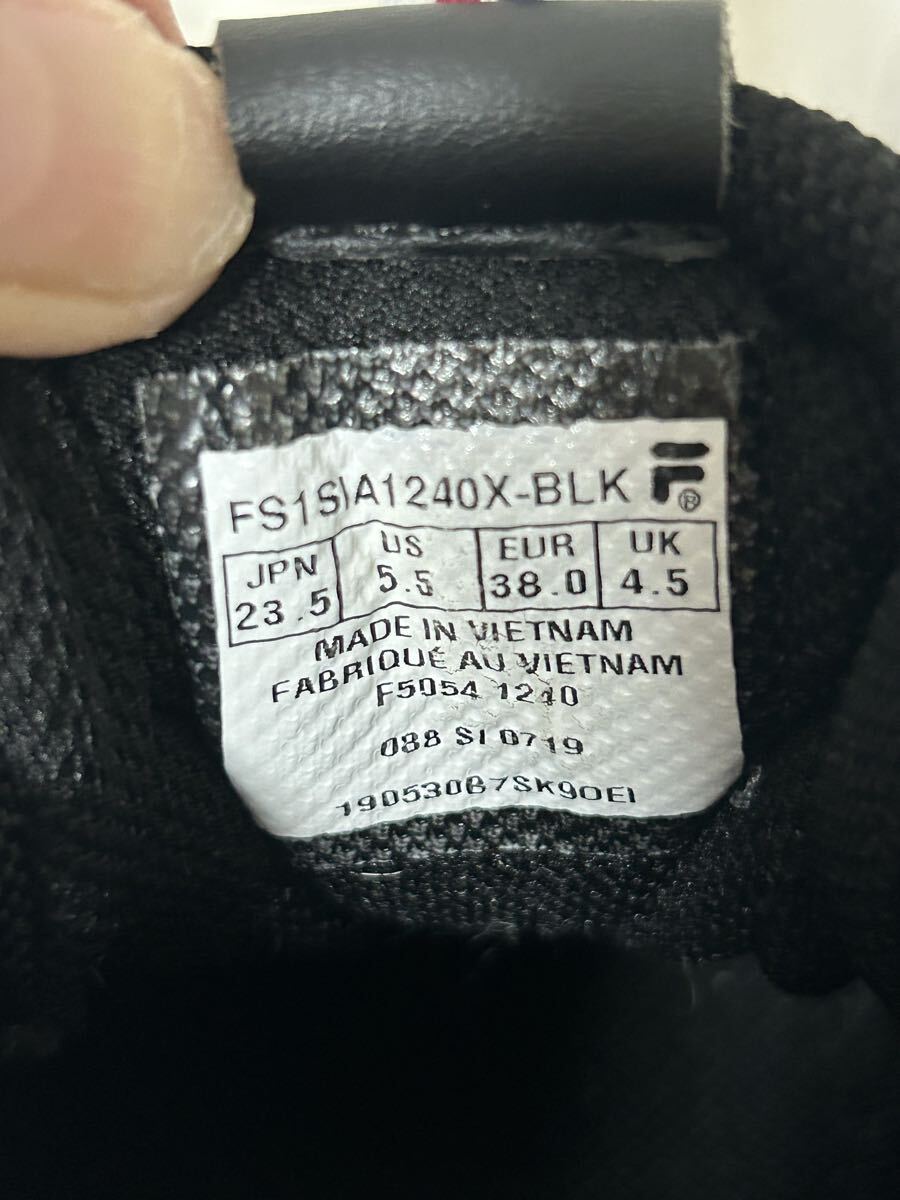 FS1SIA1240X-BLK F®
JPN US EUR UK
23.5 5.5 38.0 4.5
MADE IN VIETNAM
FABRIQUÉ AU VIETNAM
F5054 1240
088 SI 0719
190530B7SK90EI